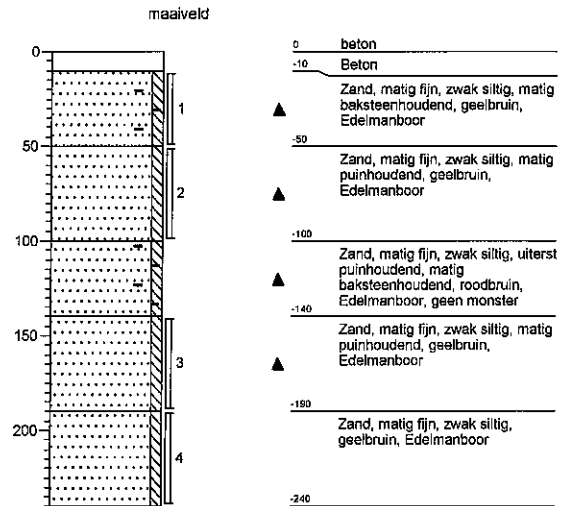 maaiveld
0
50
100
150
200
1
2
3
4
0 beton
-10 Beton
Zand, matig fijn, zwak siltig, matig
baksteenhoudend, geelbruin,
Edelmanboor
-50
Zand, matig fijn, zwak siltig, matig
puinhoudend, geelbruin,
Edelmanboor
-100
Zand, matig fijn, zwak siltig, uiterst
puinhoudend, matig
baksteenhoudend, roodbruin,
Edelmanboor, geen monster
-140
Zand, matig fijn, zwak siltig, matig
puinhoudend, geelbruin,
Edelmanboor
-190
Zand, matig fijn, zwak siltig,
geelbruin, Edelmanboor
-240